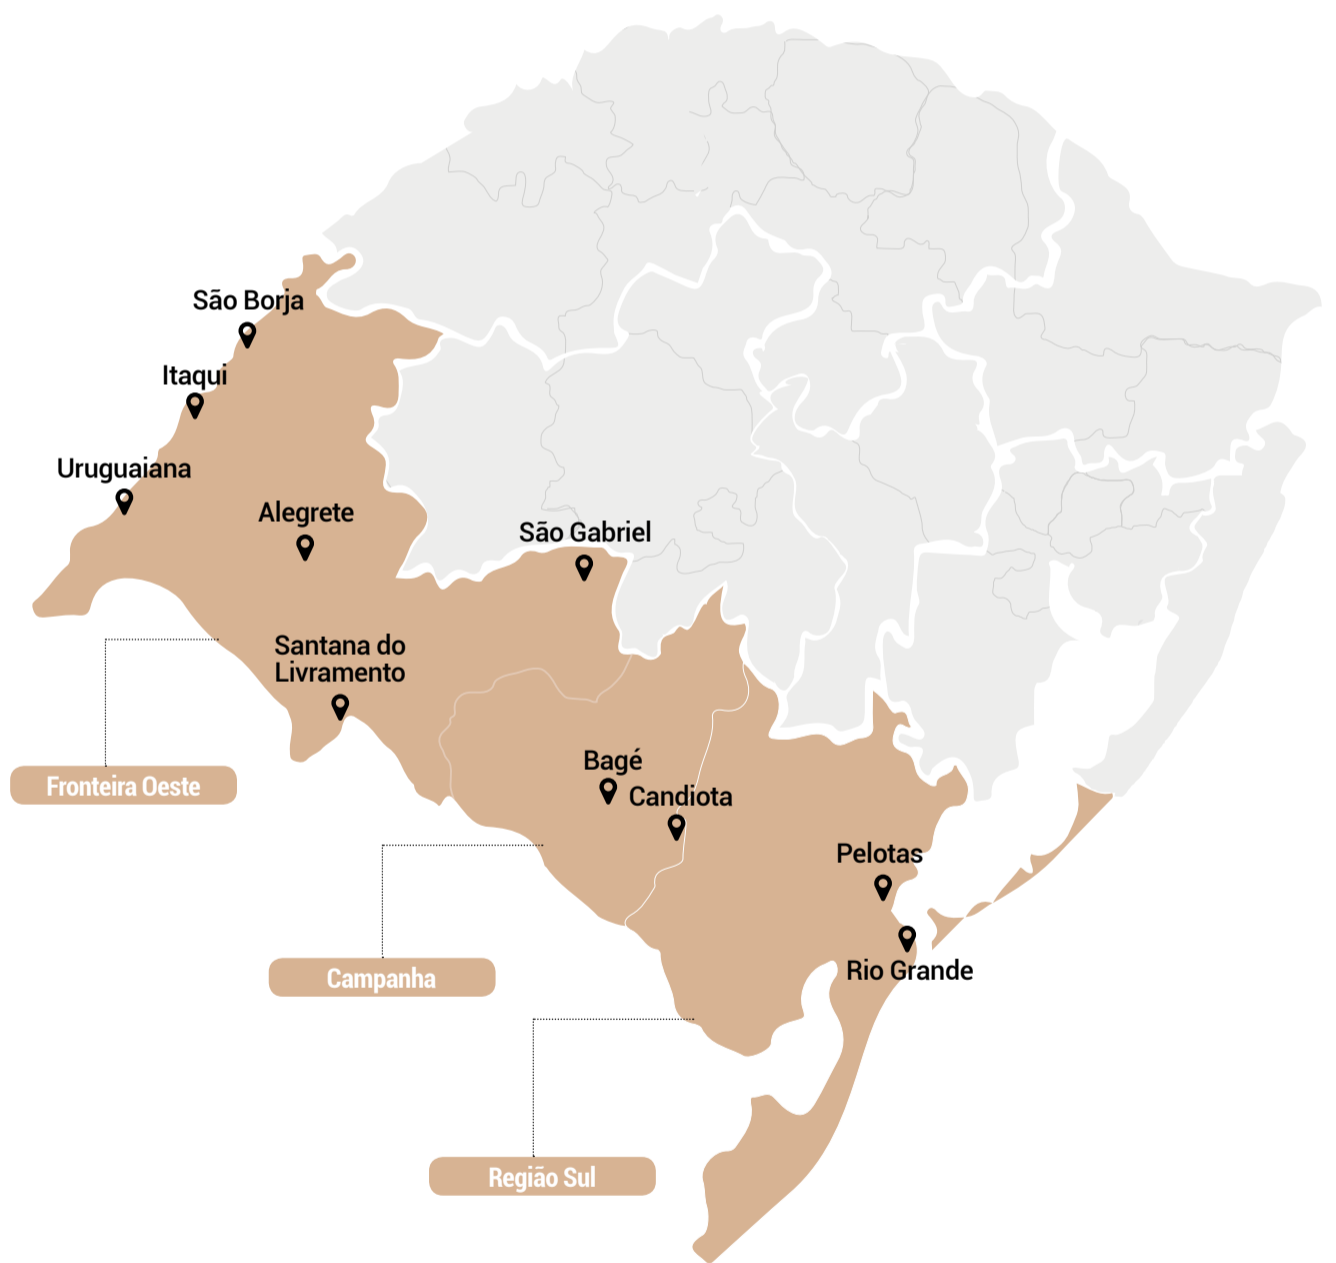 São Borja
Itaqui
Uruguaiana
Alegrete
São Gabriel
Santana do
Livramento
Bagé
Fronteira Oeste
Candiota
Pelotas
Rio Grande
Campanha
Região Sul